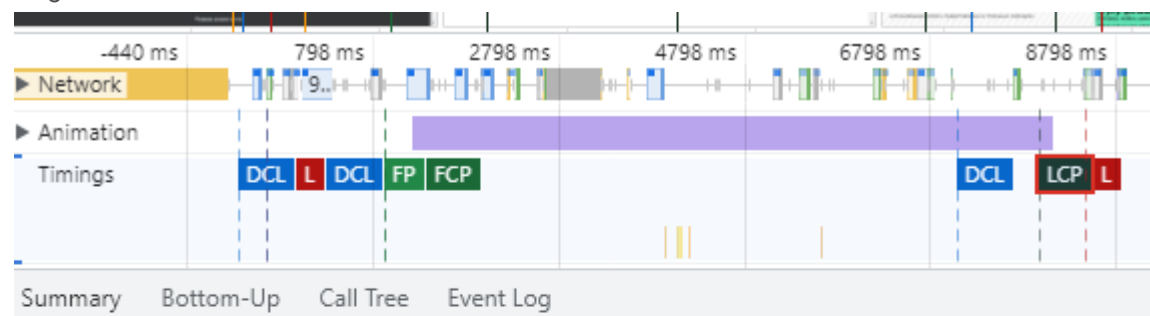 -440 ms 798 ms 2798 ms 4798 ms 6798 ms 8798 ms
Network 9...
Animation
Timings DCL L DCL FP FCP DCL LCP L
Summary Bottom-Up Call Tree Event Log